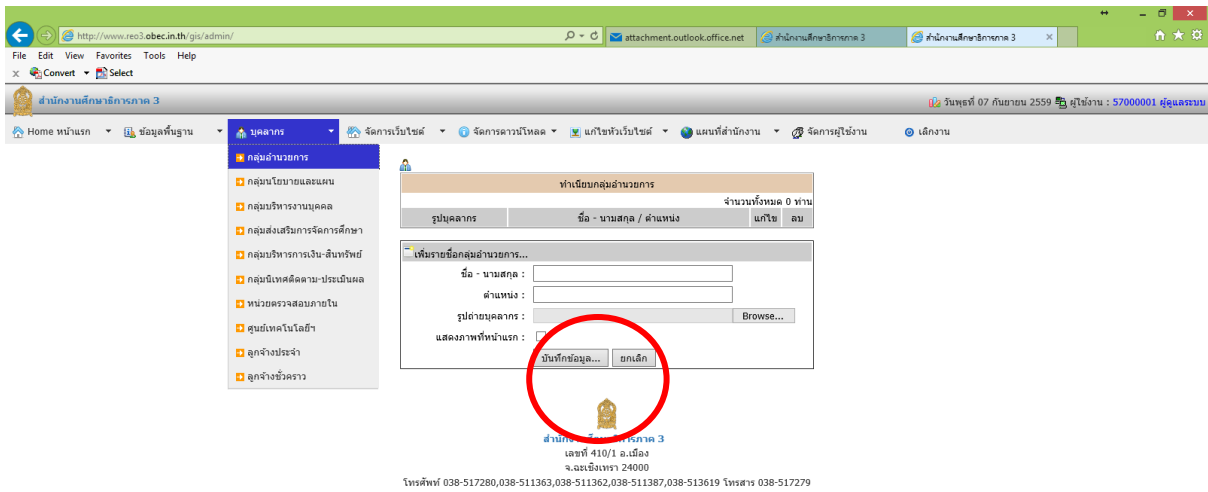 http://www.reo3.obec.in.th/gis/admin/
attachment.outlook.office.net
สำนักงานศึกษาธิการภาค 3
สำนักงานศึกษาธิการภาค 3
File Edit View Favorites Tools Help
x Convert Select
สำนักงานศึกษาธิการภาค 3
วันพุธที่ 07 กันยายน 2559 ผู้ใช้งาน : 57000001 ผู้ดูแลระบบ
Home หน้าแรก ข้อมูลพื้นฐาน บุคลากร จัดการเว็บไซต์ จัดการดาวน์โหลด แก้ไขหัวเว็บไซต์ แผนที่สำนักงาน จัดการผู้ใช้งาน เลิกงาน
กลุ่มอำนวยการ
กลุ่มนโยบายและแผน
กลุ่มบริหารงานบุคคล
กลุ่มส่งเสริมการจัดการศึกษา
กลุ่มบริหารการเงิน-สินทรัพย์
กลุ่มนิเทศติดตาม-ประเมินผล
หน่วยตรวจสอบภายใน
ศูนย์เทคโนโลยีฯ
ลูกจ้างประจำ
ลูกจ้างชั่วคราว
ทำเนียบกลุ่มอำนวยการ
จำนวนทั้งหมด 0 ท่าน
รูปบุคลากร ชื่อ - นามสกุล / ตำแหน่ง แก้ไข ลบ
เพิ่มรายชื่อกลุ่มอำนวยการ...
ชื่อ - นามสกุล :
ตำแหน่ง :
รูปถ่ายบุคลากร : Browse...
แสดงภาพที่หน้าแรก :
บันทึกข้อมูล... ยกเลิก
สำนักงานศึกษาธิการภาค 3
เลขที่ 410/1 อ.เมือง
จ.ฉะเชิงเทรา 24000
โทรศัพท์ 038-517280,038-511363,038-511362,038-511387,038-513619 โทรสาร 038-517279